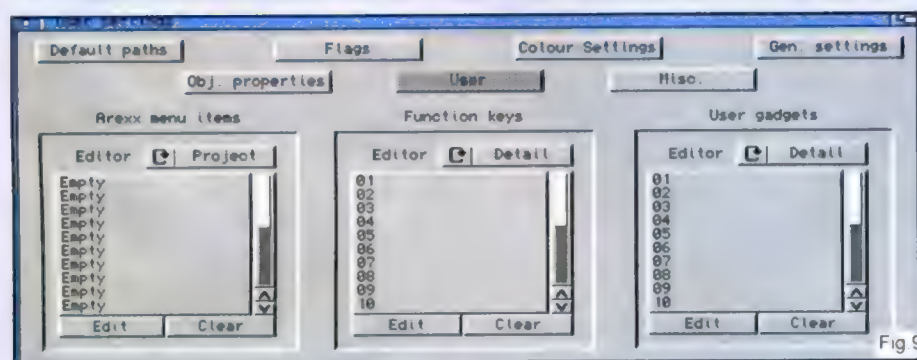 Default paths
Flags
Colour Settings
Gen. settings
Obj. properties
User
Misc.
Arexx menu items
Function keys
User gadgets
Editor Project
Editor Detail
Editor Detail
Empty
Empty
Empty
Empty
Empty
Empty
Empty
Empty
Empty
Empty
01
02
03
04
05
06
07
08
09
10
01
02
03
04
05
06
07
08
09
10
Edit Clear
Edit Clear
Edit Clear
Fig.9